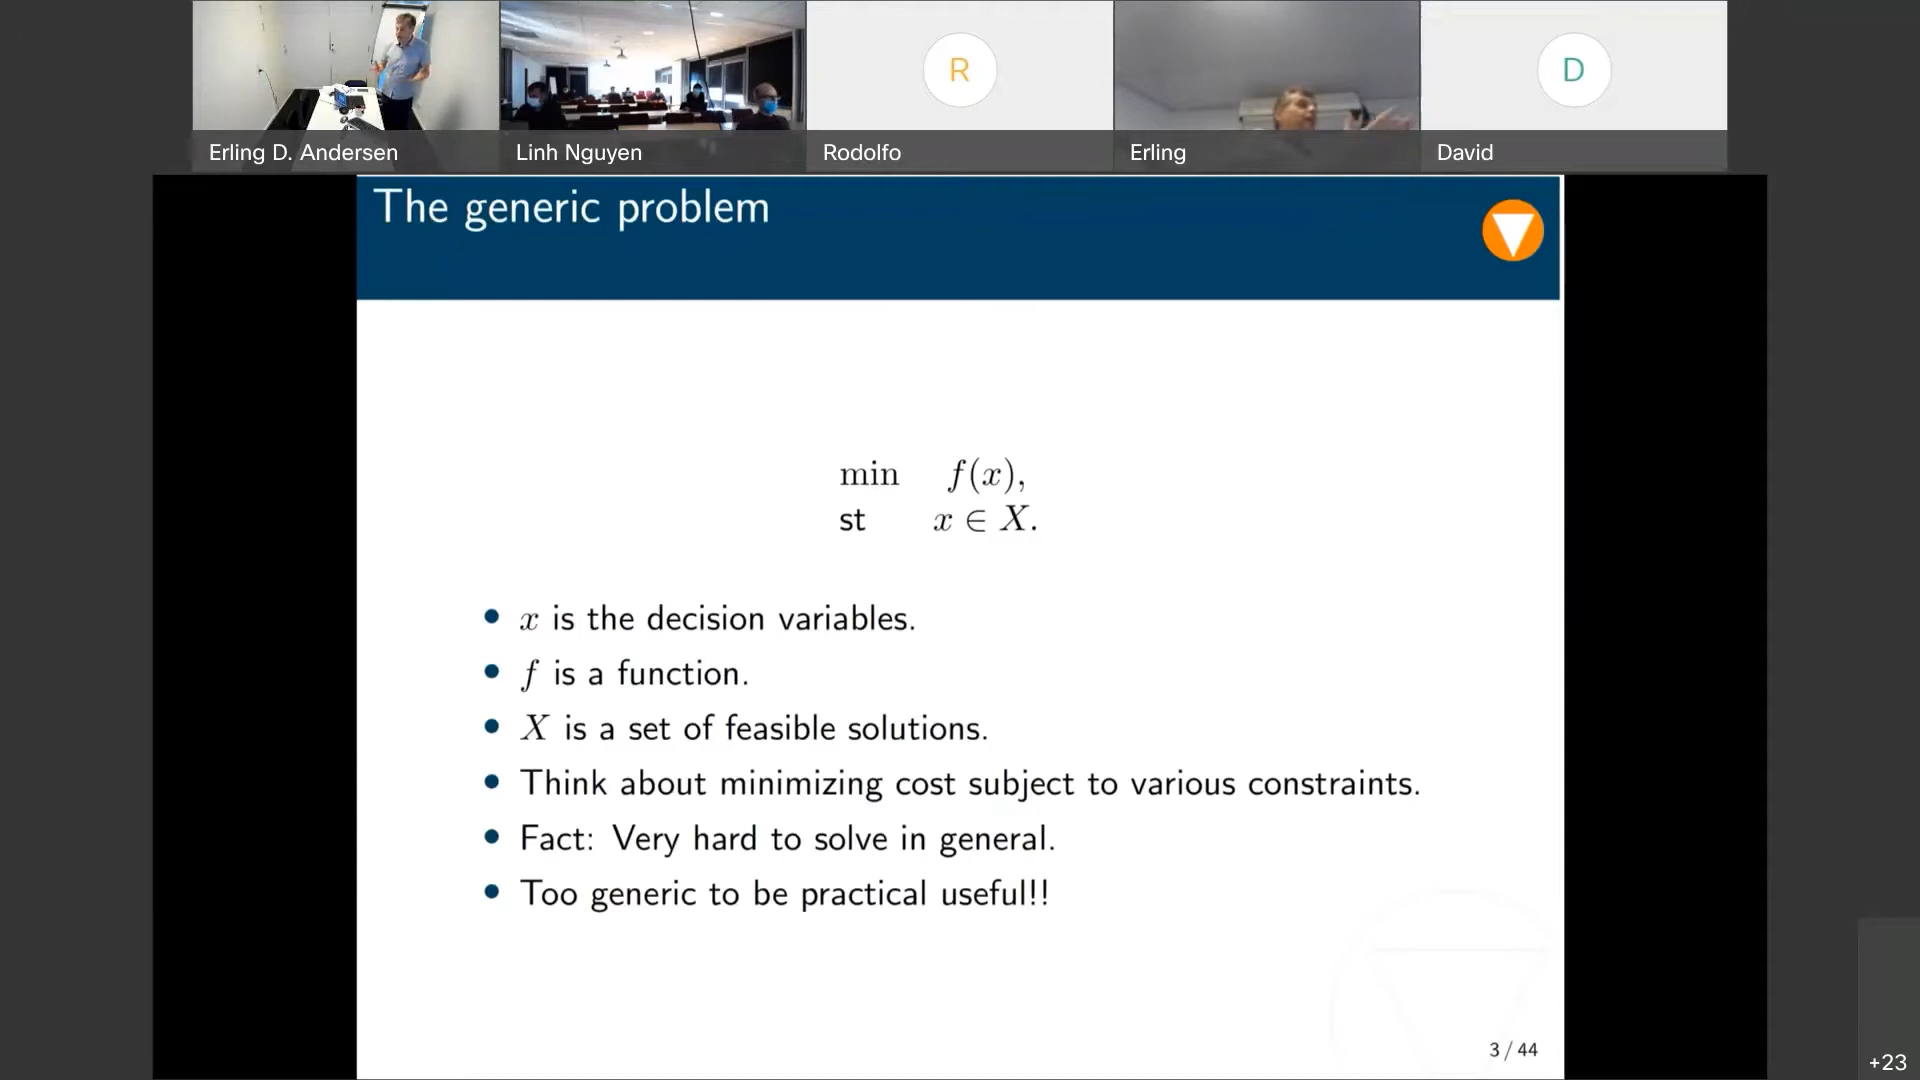 R
D
Erling D. Andersen
Linh Nguyen
Rodolfo
Erling
David
The generic problem
min f(x),
st x ∈ X.
• x is the decision variables.
• f is a function.
• X is a set of feasible solutions.
• Think about minimizing cost subject to various constraints.
• Fact: Very hard to solve in general.
• Too generic to be practical useful!!
3 / 44
+23